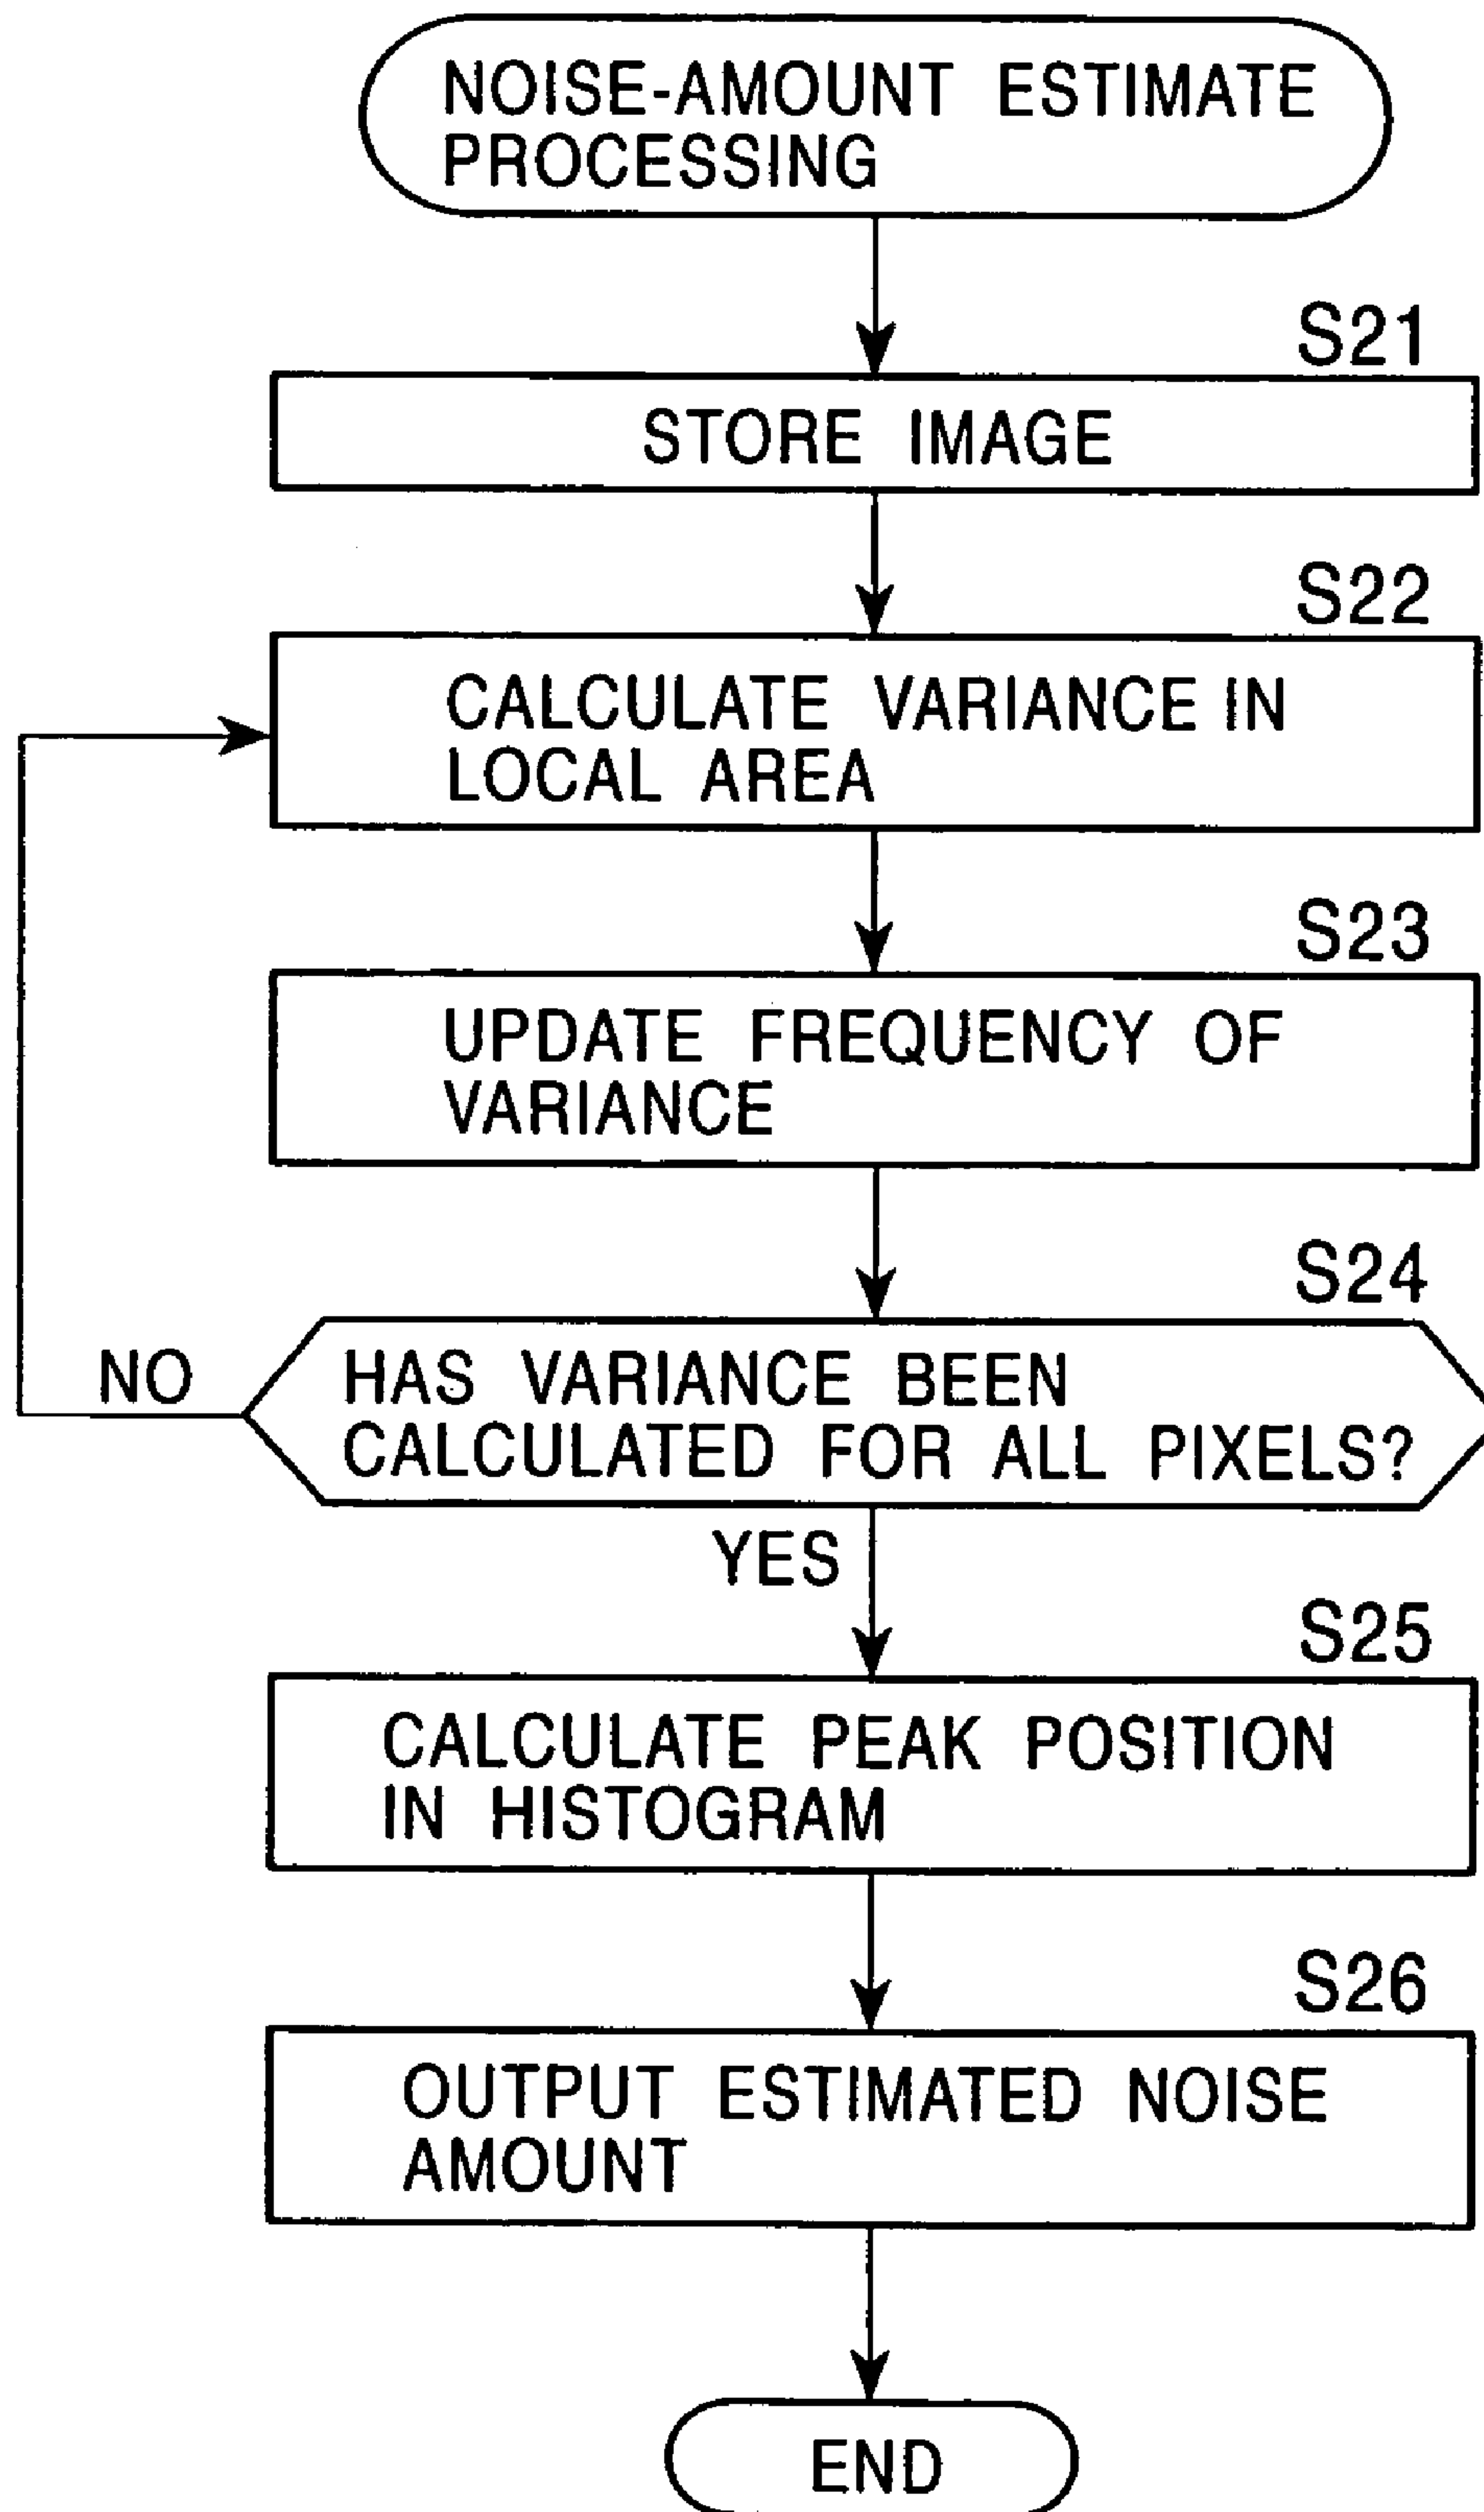 NOISE-AMOUNT ESTIMATE
PROCESSING
S21
STORE IMAGE
S22
CALCULATE VARIANCE IN
LOCAL AREA
S23
UPDATE FREQUENCY OF
VARIANCE
S24
HAS VARIANCE BEEN
CALCULATED FOR ALL PIXELS?
NO
YES
S25
CALCULATE PEAK POSITION
IN HISTOGRAM
S26
OUTPUT ESTIMATED NOISE
AMOUNT
END